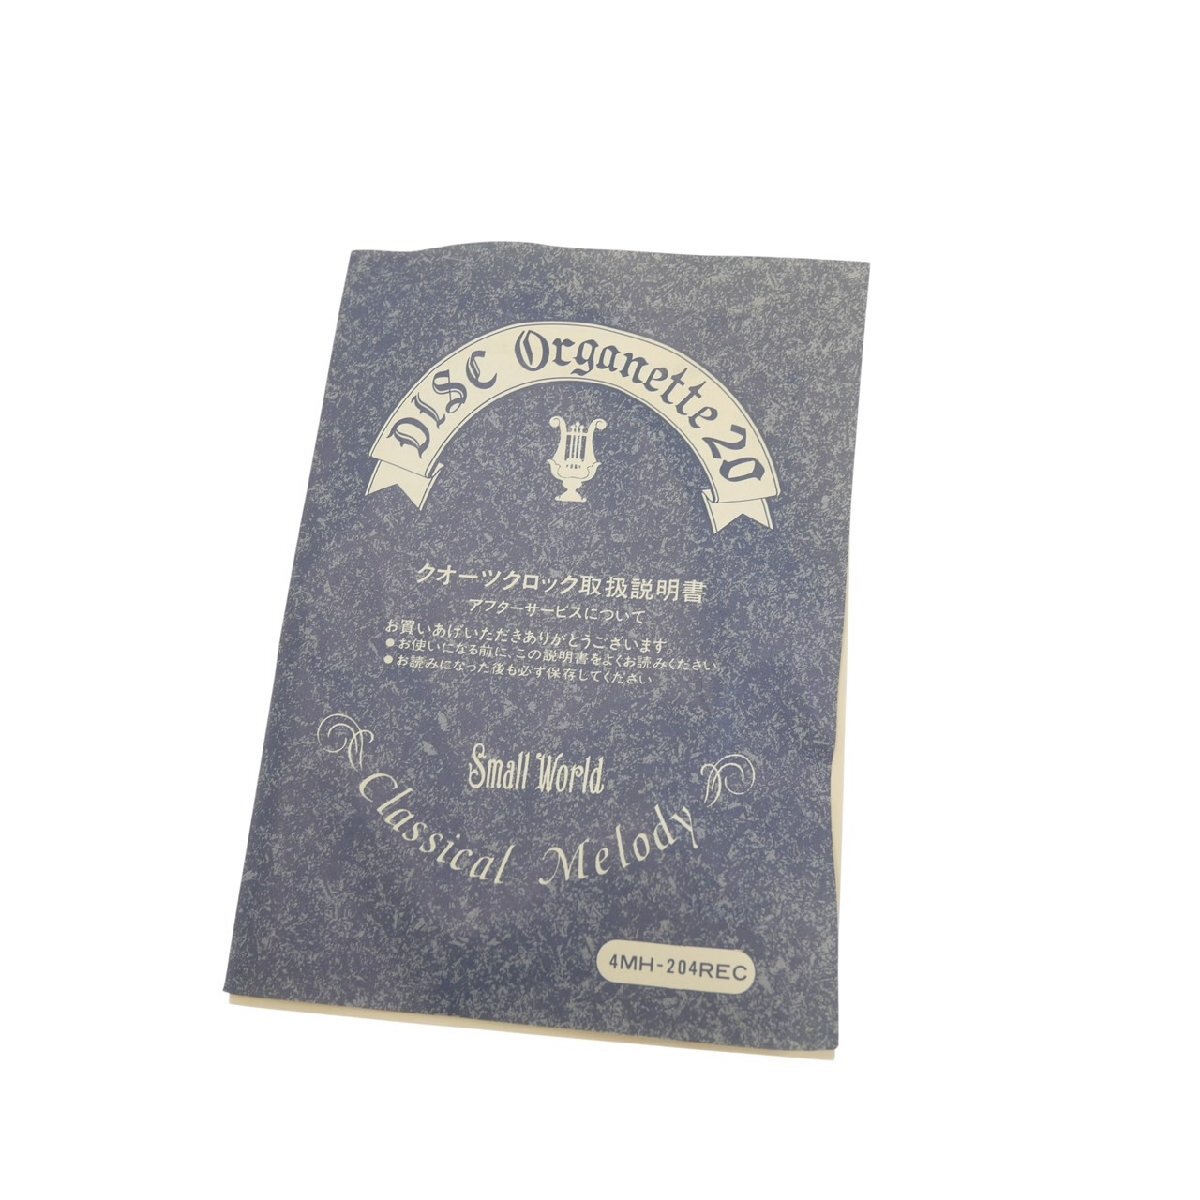 DISC Organette 20
クオーツクロック取扱説明書
アフターサービスについて
お買いあげいただきありがとうございます
●お使いになる前に、この説明書をよくお読みください
●お読みになった後も必ず保存してください
Small World
Classical Melody
4MH-204REC